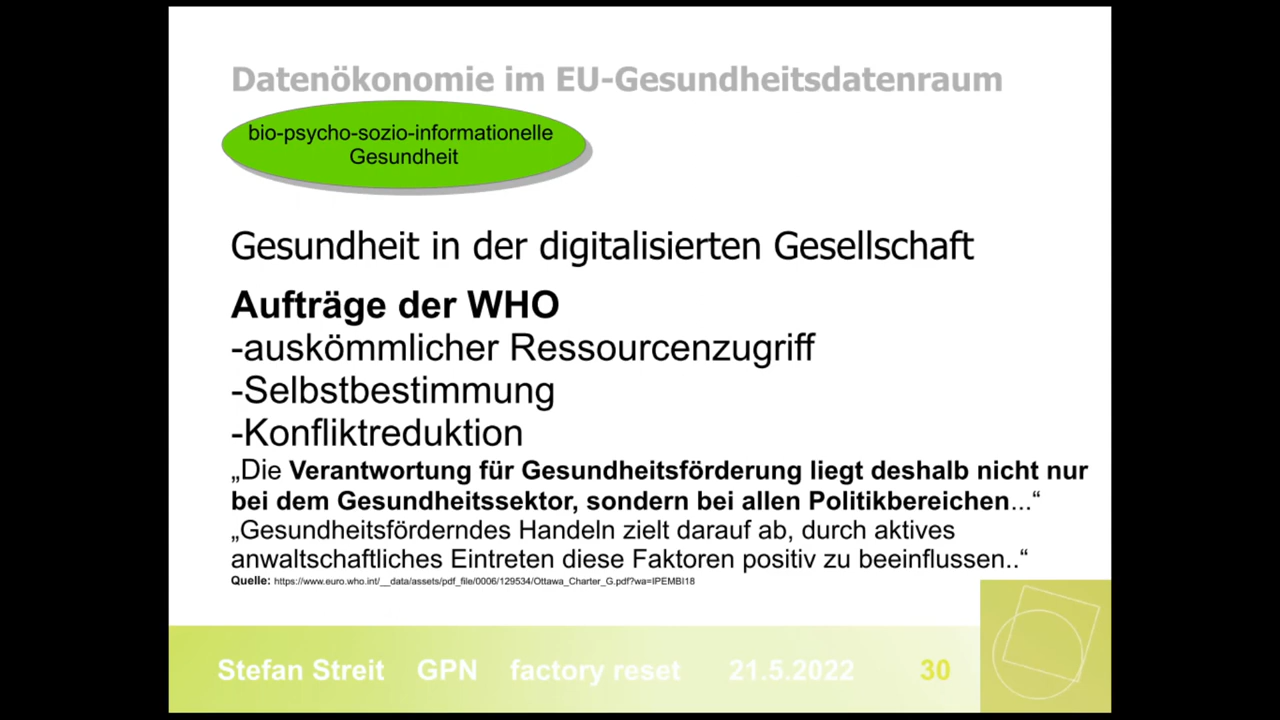 Datenökonomie im EU-Gesundheitsdatenraum
bio-psycho-sozio-informationelle
Gesundheit
Gesundheit in der digitalisierten Gesellschaft
Aufträge der WHO
-auskömmlicher Ressourcenzugriff
-Selbstbestimmung
-Konfliktreduktion
„Die Verantwortung für Gesundheitsförderung liegt deshalb nicht nur
bei dem Gesundheitssektor, sondern bei allen Politikbereichen...“
„Gesundheitsförderndes Handeln zielt darauf ab, durch aktives
anwaltschaftliches Eintreten diese Faktoren positiv zu beeinflussen..“
Quelle: https://www.euro.who.int/__data/assets/pdf_file/0006/129534/Ottawa_Charter_G.pdf?wa=IPEMBI18
Stefan Streit GPN factory reset 21.5.2022 30